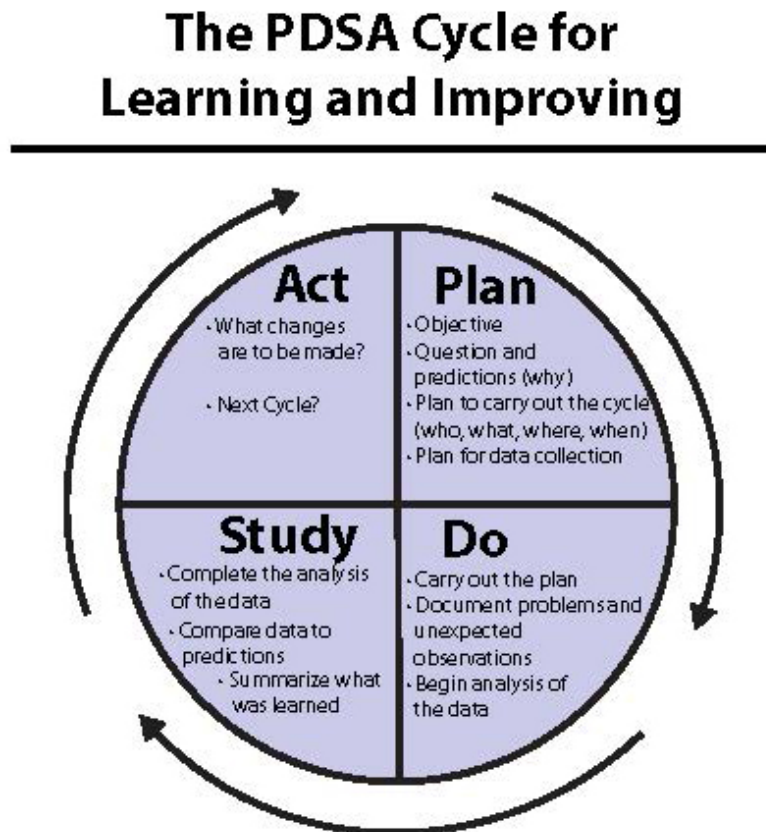 The PDSA Cycle for
Learning and Improving
Act
· What changes
are to be made?
· Next Cycle?
Plan
· Objective
· Question and
predictions (why)
· Plan to carry out the cycle
(who, what, where, when)
· Plan for data collection
Study
· Complete the analysis
of the data
· Compare data to
predictions
· Summarize what
was learned
Do
· Carry out the plan
· Document problems and
unexpected
observations
· Begin analysis of
the data